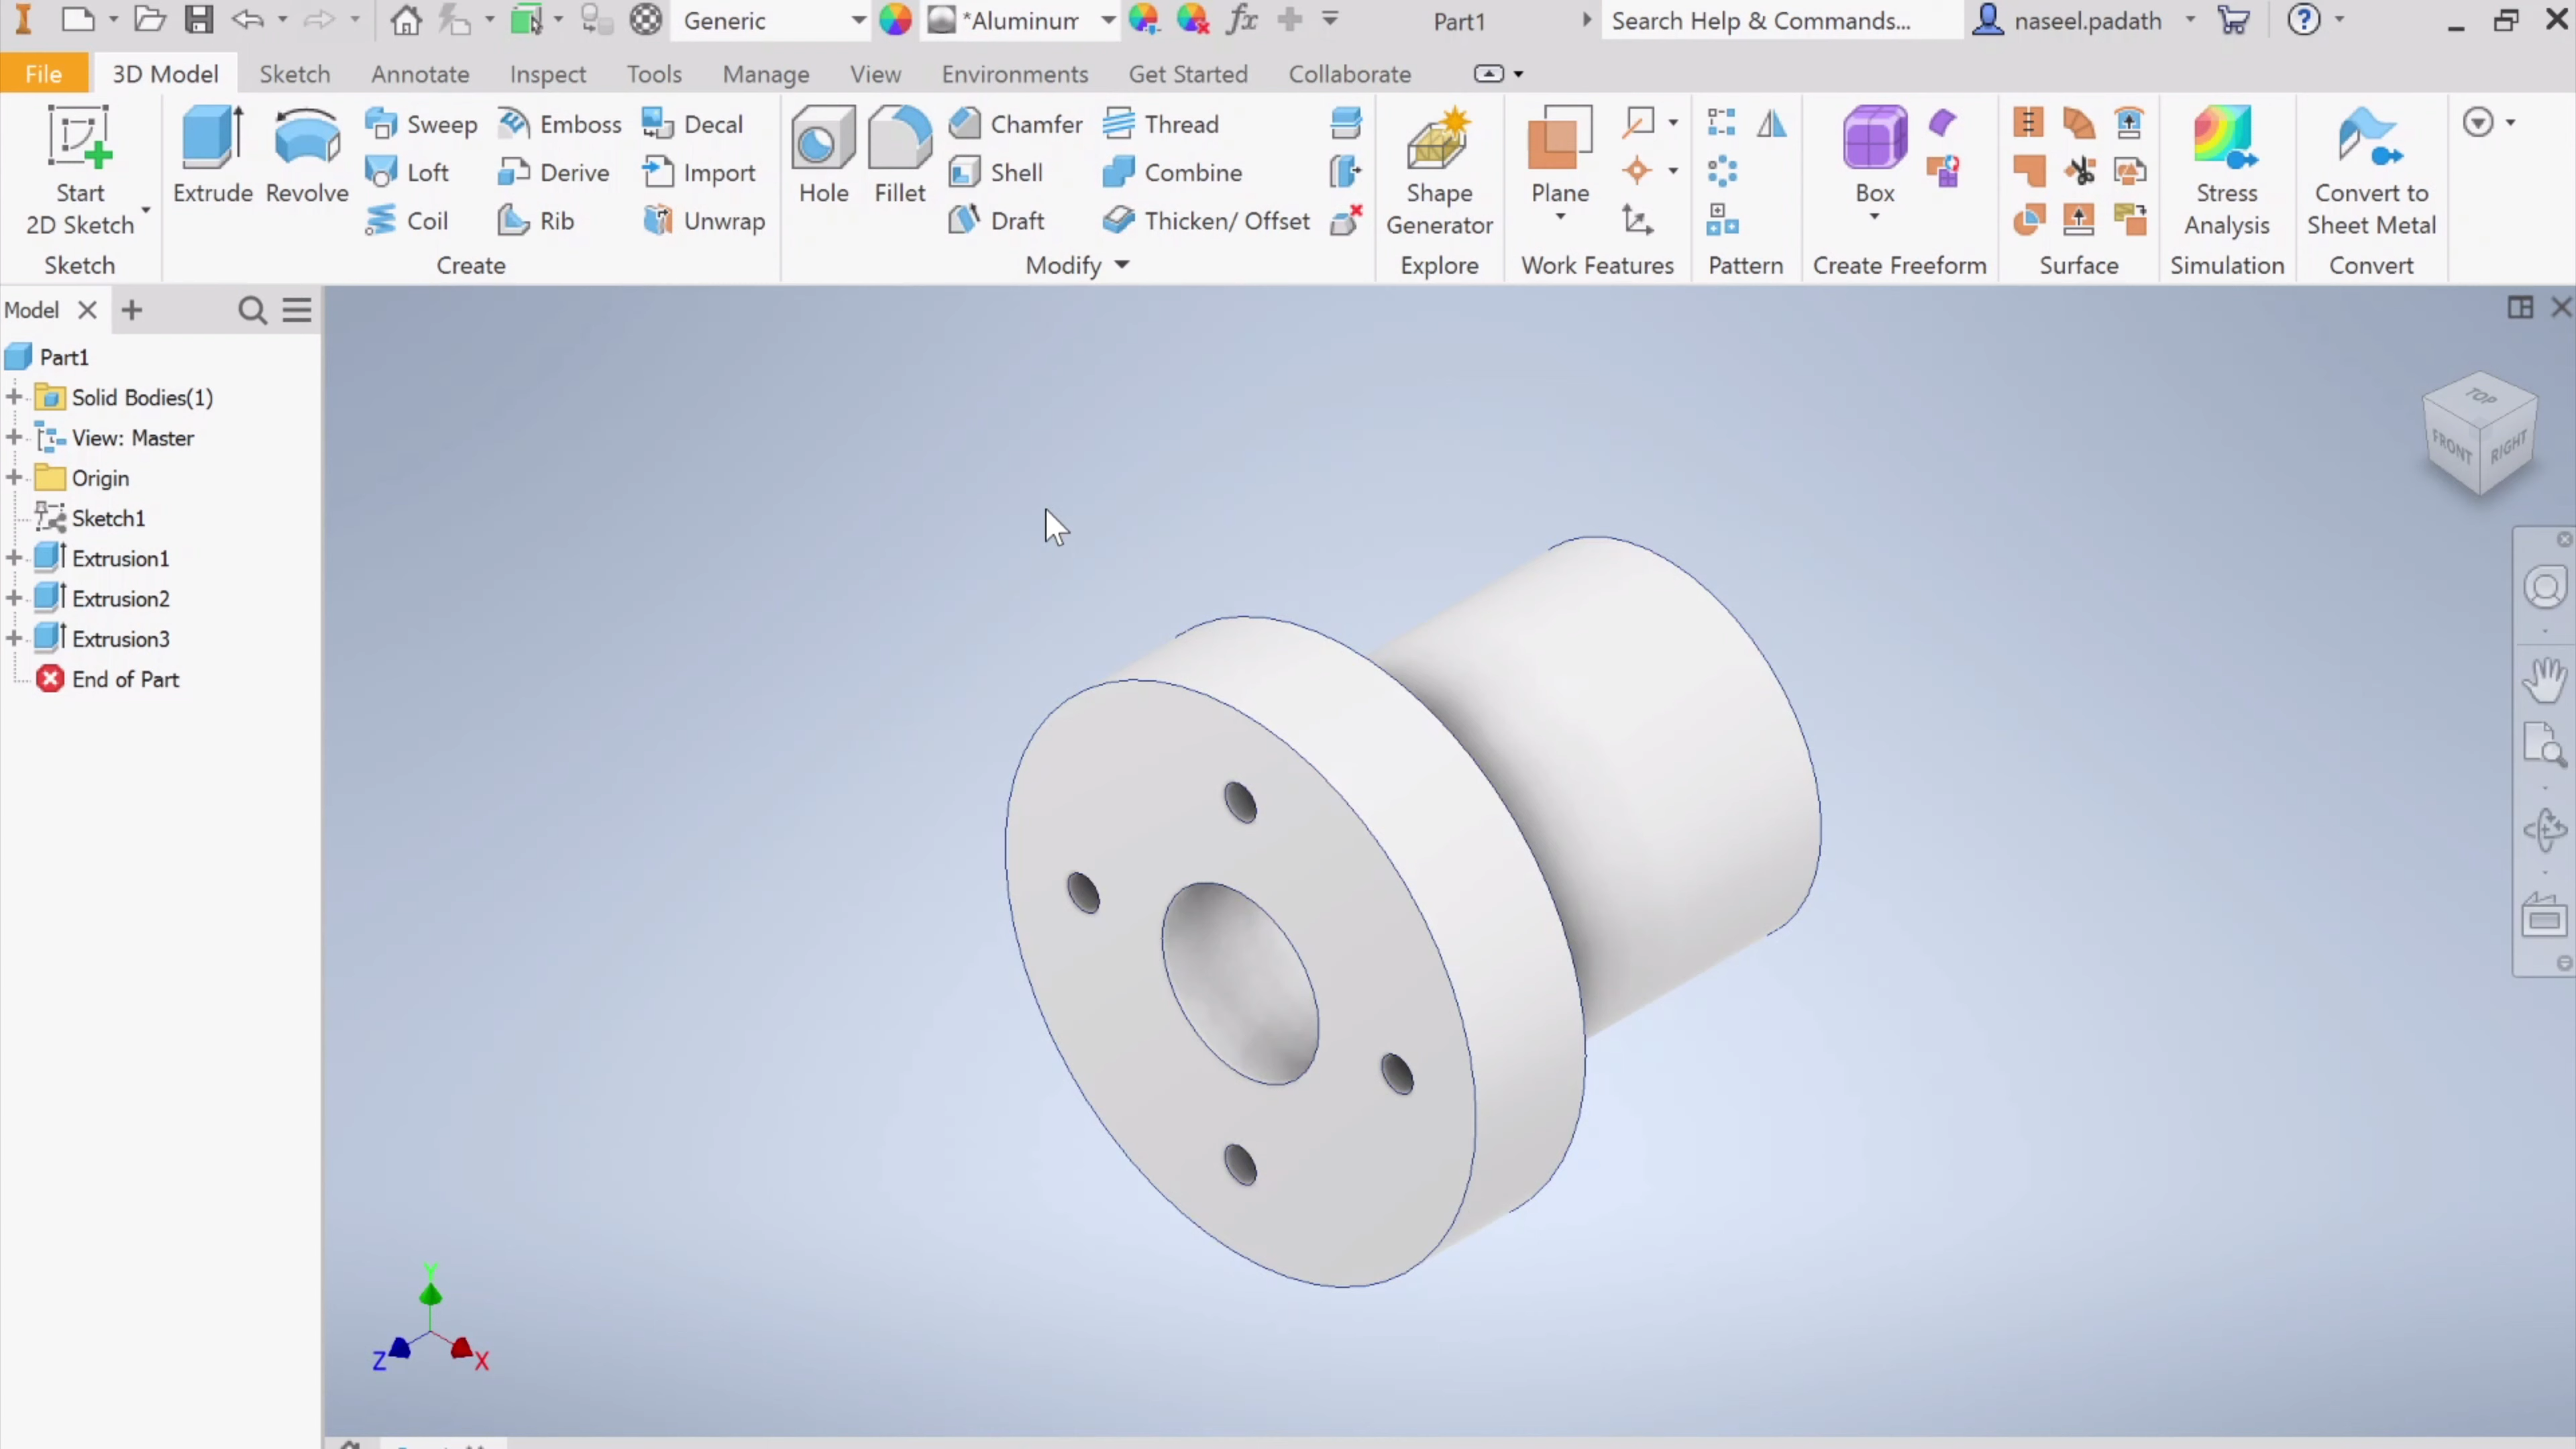 Generic
*Aluminum
fx
Part1
Search Help & Commands...
naseel.padath
File
3D Model
Sketch
Annotate
Inspect
Tools
Manage
View
Environments
Get Started
Collaborate
Start
2D Sketch
Extrude
Revolve
Sweep
Loft
Coil
Emboss
Derive
Rib
Decal
Import
Unwrap
Hole
Fillet
Chamfer
Shell
Draft
Thread
Combine
Thicken/ Offset
Shape
Generator
Plane
Box
Stress
Analysis
Convert to
Sheet Metal
Sketch
Create
Modify
Explore
Work Features
Pattern
Create Freeform
Surface
Simulation
Convert
Model
Part1
Solid Bodies(1)
View: Master
Origin
Sketch1
Extrusion1
Extrusion2
Extrusion3
End of Part
TOP
FRONT
RIGHT
Y
Z
X